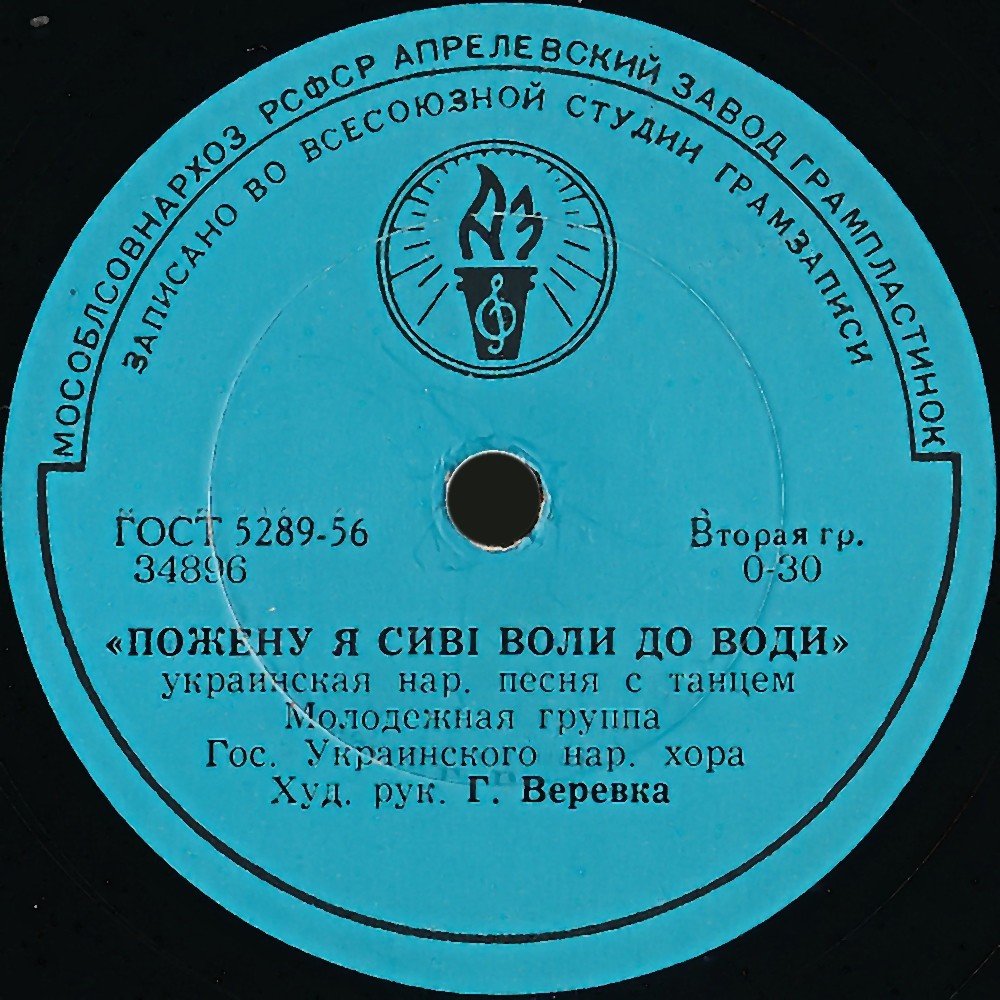 МОСОБЛСОВНАРХОЗ РСФСР АПРЕЛЕВСКИЙ ЗАВОД ГРАМПЛАСТИНОК
ЗАПИСАНО ВО ВСЕСОЮЗНОЙ СТУДИИ ГРАМЗАПИСИ
АЗ
ГОСТ 5289-56
Вторая гр.
34896
0-30
«ПОЖЕНУ Я СИВІ ВОЛИ ДО ВОДИ»
украинская нар. песня с танцем
Молодежная группа
Гос. Украинского нар. хора
Худ. рук. Г. Веревка